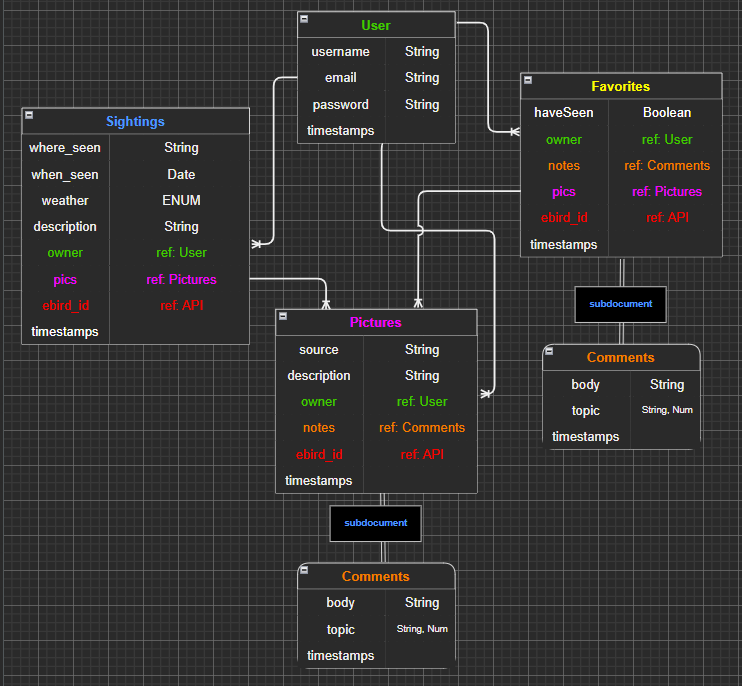 User
username String
email String
password String
timestamps
Favorites
haveSeen Boolean
owner ref: User
notes ref: Comments
pics ref: Pictures
ebird_id ref: API
timestamps
Sightings
where_seen String
when_seen Date
weather ENUM
description String
owner ref: User
pics ref: Pictures
ebird_id ref: API
timestamps
subdocument
Pictures
source String
description String
owner ref: User
notes ref: Comments
ebird_id ref: API
timestamps
Comments
body String
topic String, Num
timestamps
subdocument
Comments
body String
topic String, Num
timestamps